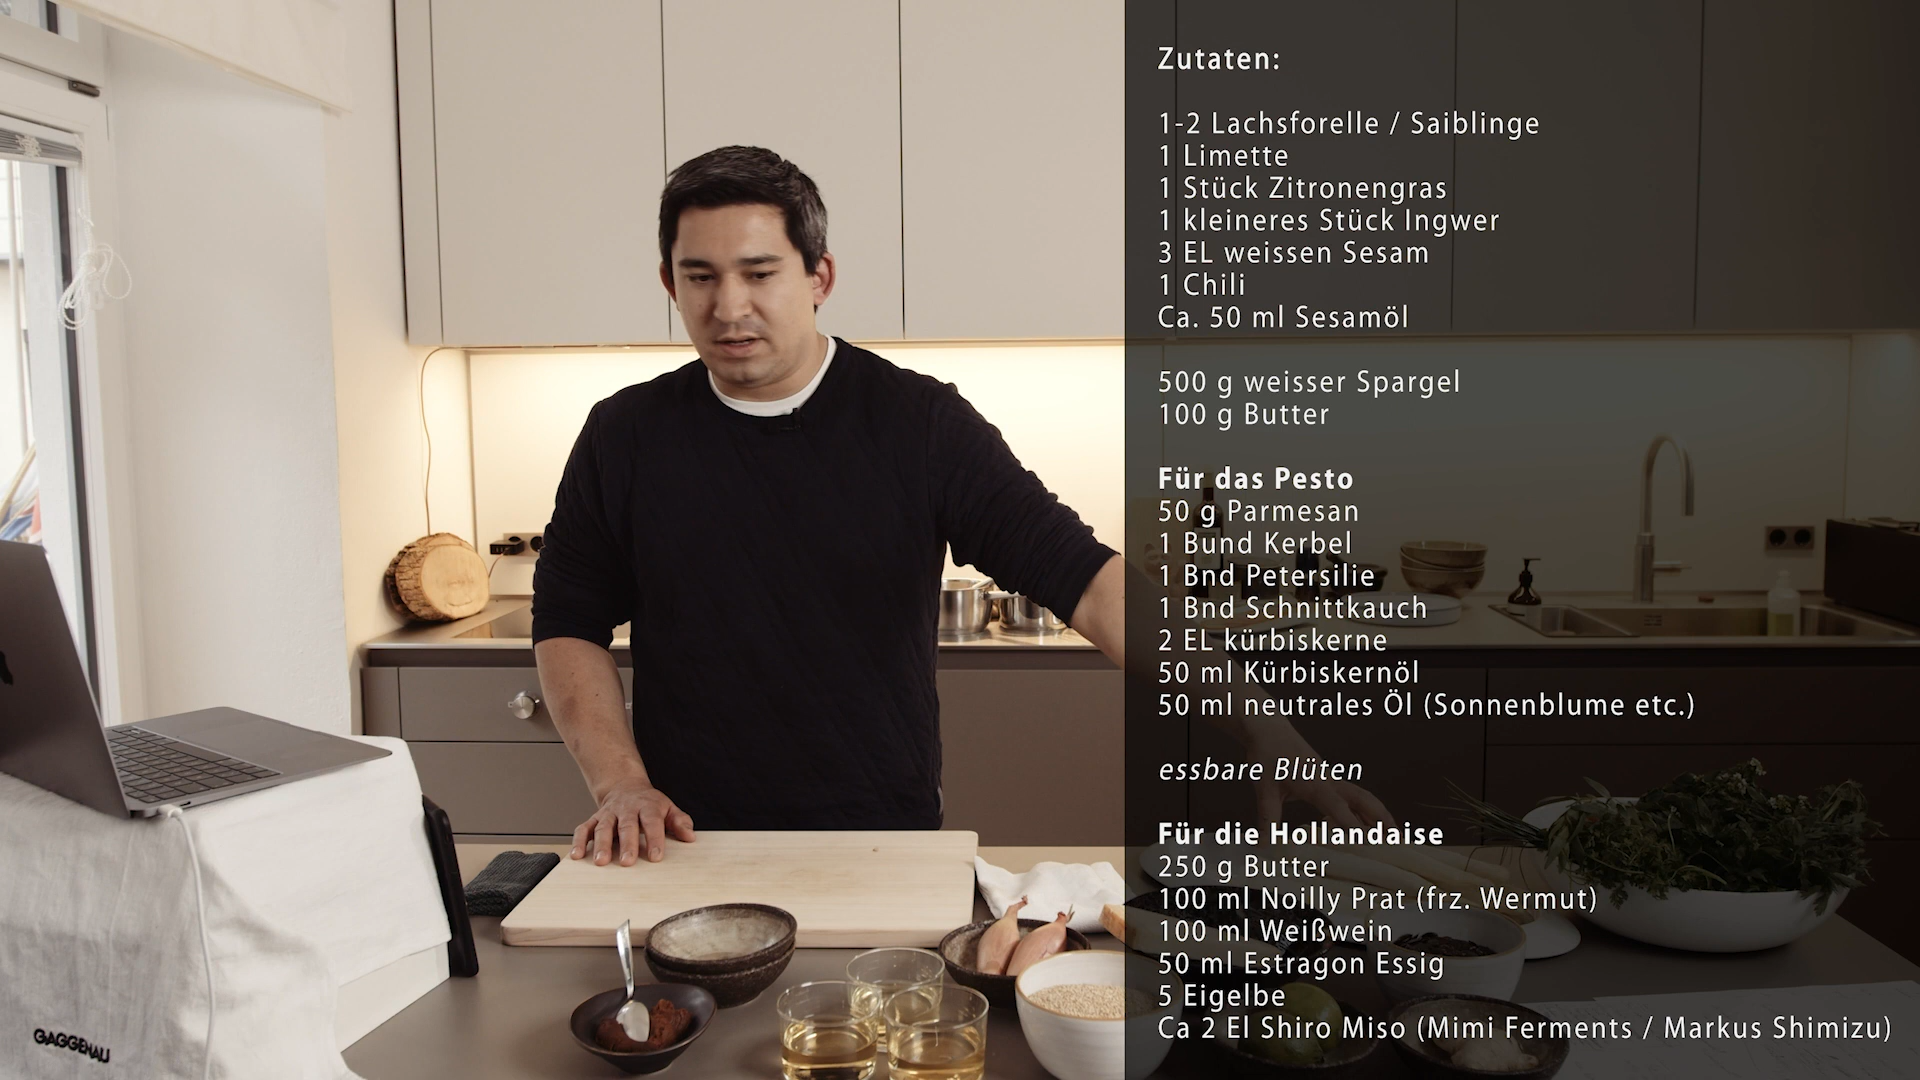 Zutaten:
1-2 Lachsforelle / Saiblinge
1 Limette
1 Stück Zitronengras
1 kleineres Stück Ingwer
3 EL weissen Sesam
1 Chili
Ca. 50 ml Sesamöl
500 g weisser Spargel
100 g Butter
Für das Pesto
50 g Parmesan
1 Bund Kerbel
1 Bnd Petersilie
1 Bnd Schnittkauch
2 EL kürbiskerne
50 ml Kürbiskernöl
50 ml neutrales Öl (Sonnenblume etc.)
essbare Blüten
Für die Hollandaise
250 g Butter
100 ml Noilly Prat (frz. Wermut)
100 ml Weißwein
50 ml Estragon Essig
5 Eigelbe
Ca 2 El Shiro Miso (Mimi Ferments / Markus Shimizu)
GAGGENAU